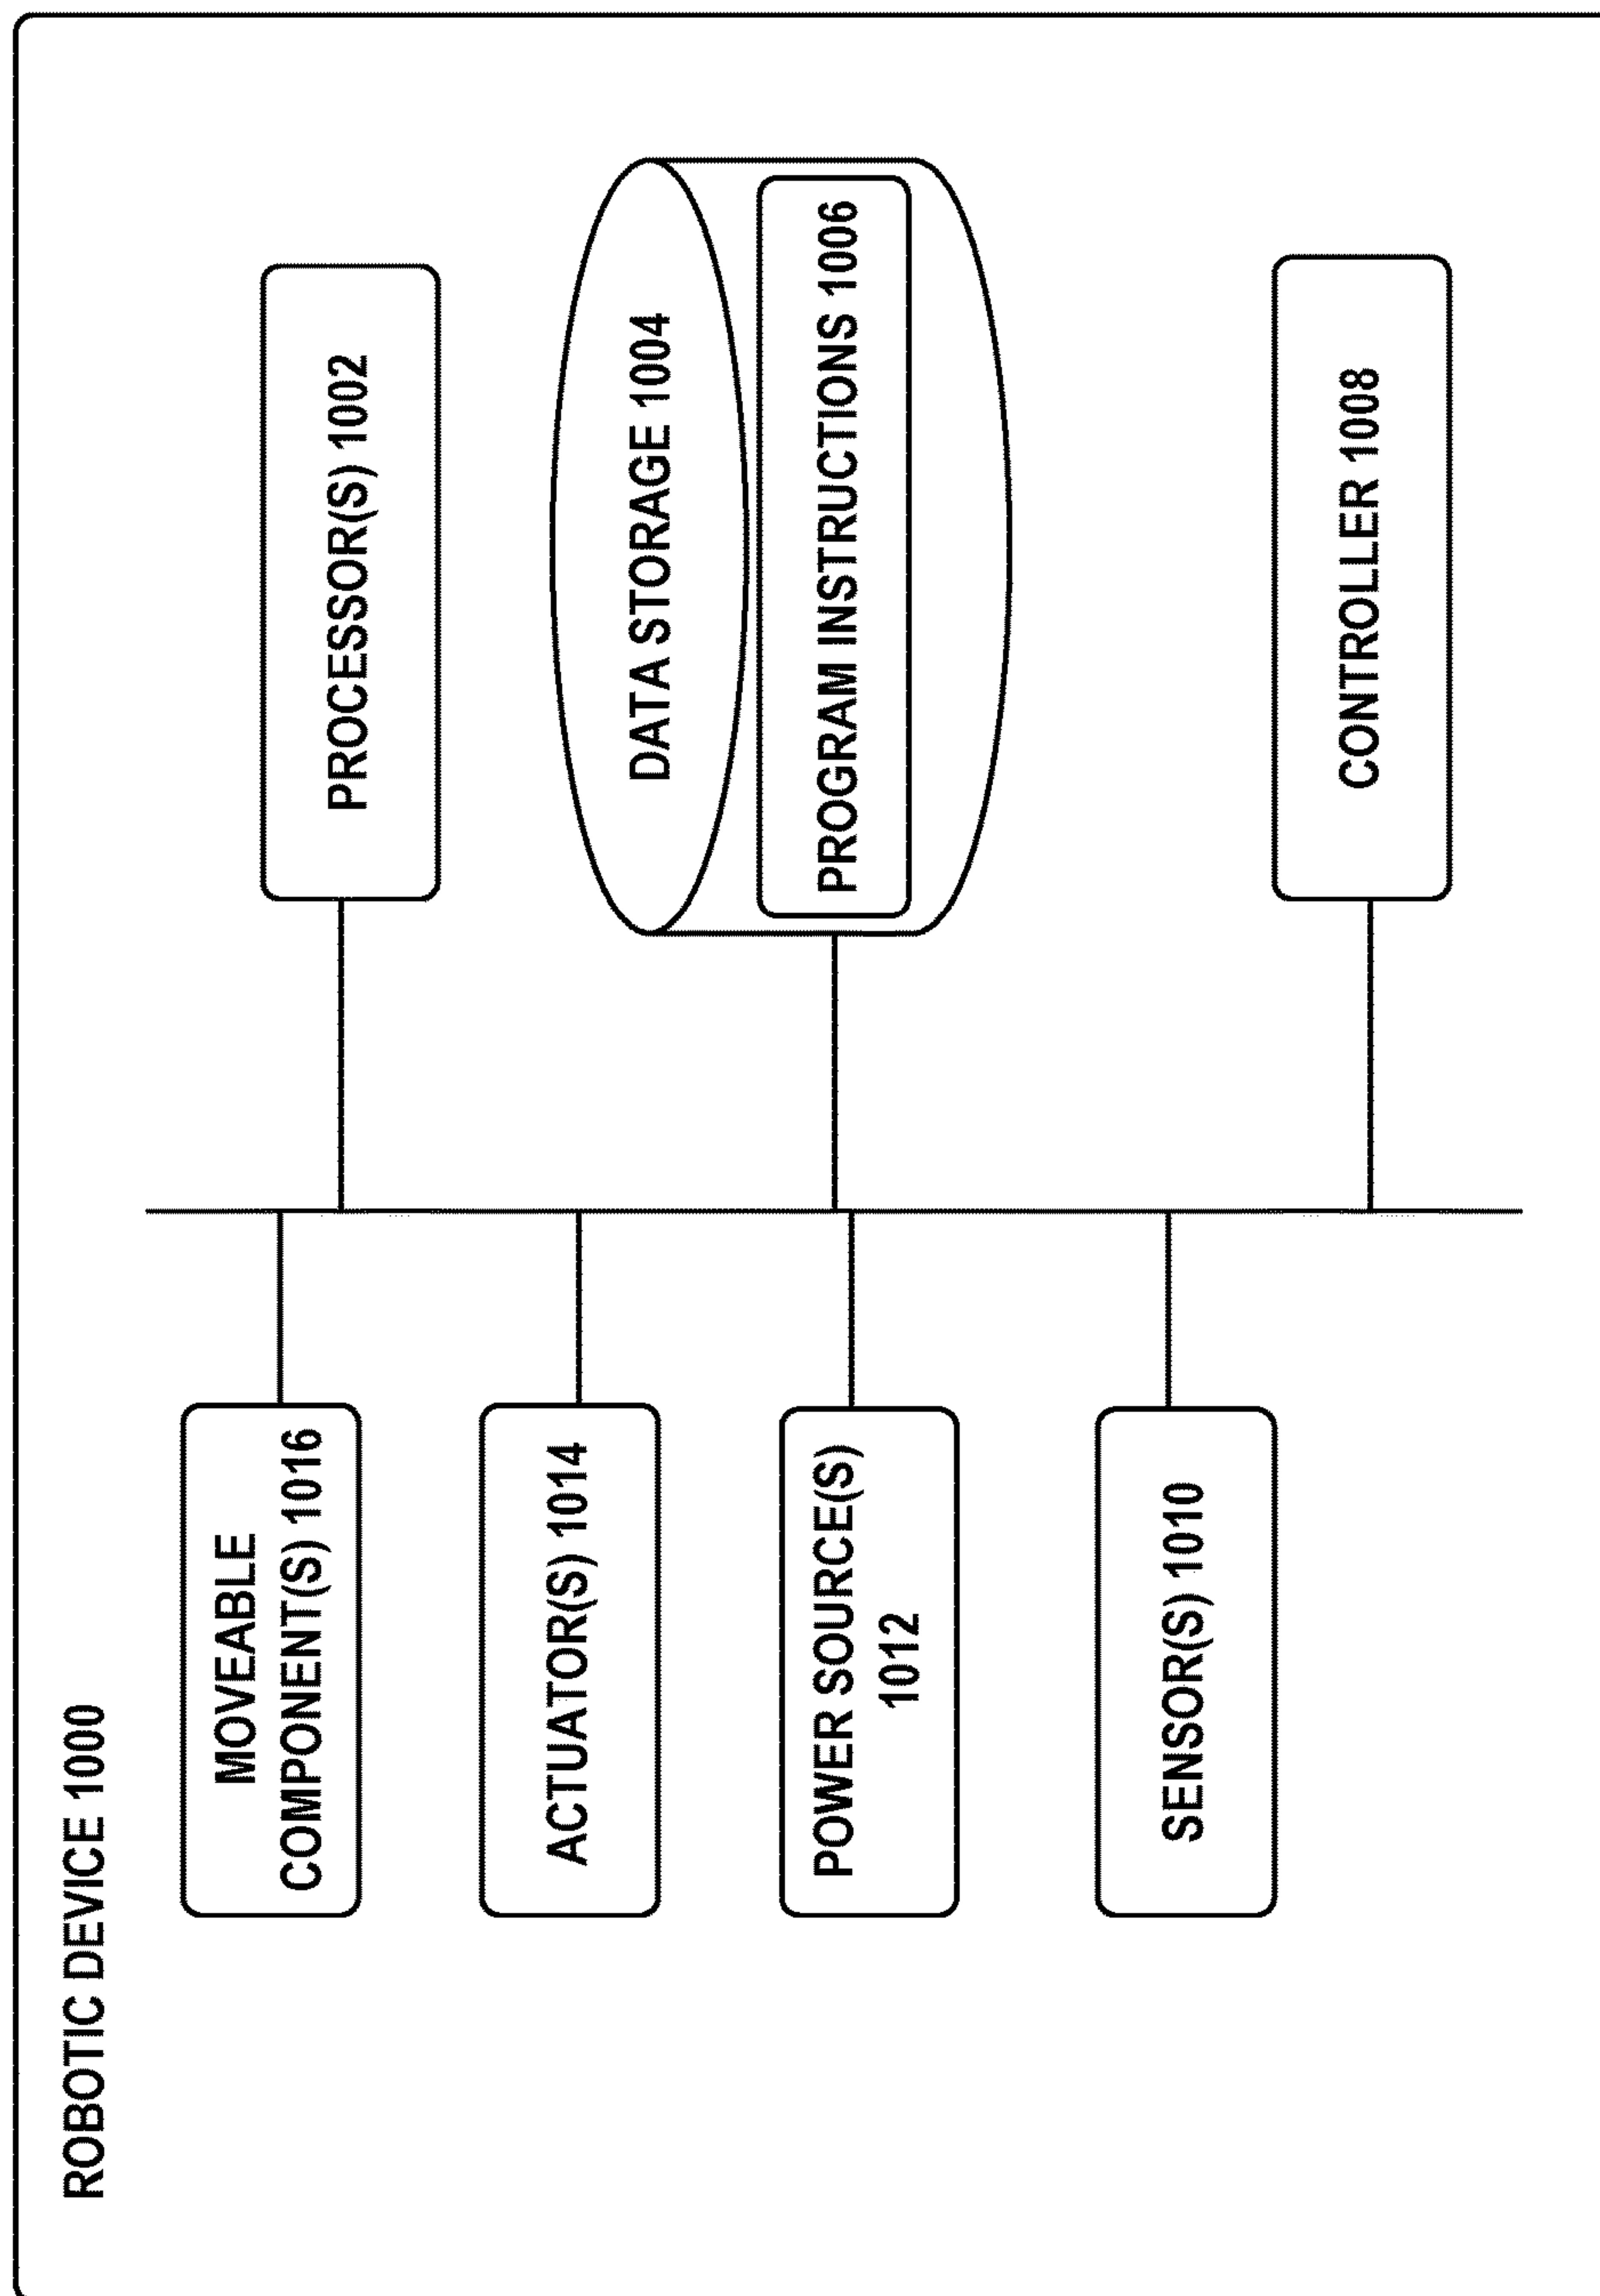 ROBOTIC DEVICE 1000
MOVEABLE
COMPONENT(S) 1016
PROCESSOR(S) 1002
ACTUATOR(S) 1014
DATA STORAGE 1004
PROGRAM INSTRUCTIONS 1006
POWER SOURCE(S)
1012
SENSOR(S) 1010
CONTROLLER 1008